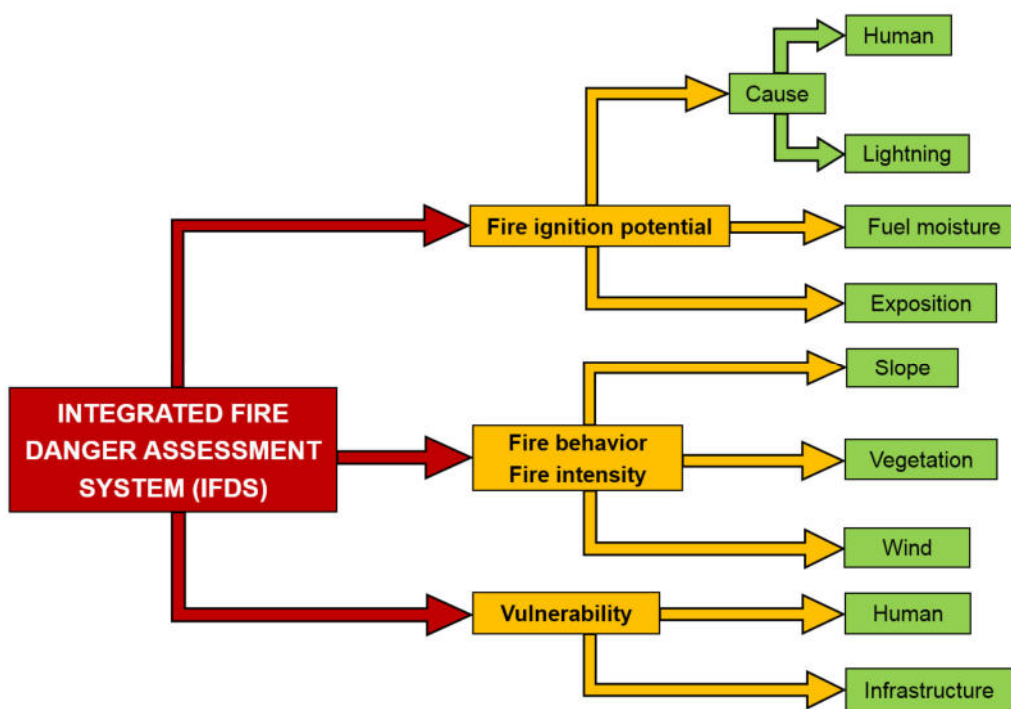 Human
Cause
Lightning
Fire ignition potential
Fuel moisture
Exposition
Slope
INTEGRATED FIRE
DANGER ASSESSMENT
SYSTEM (IFDS)
Fire behavior
Fire intensity
Vegetation
Wind
Vulnerability
Human
Infrastructure